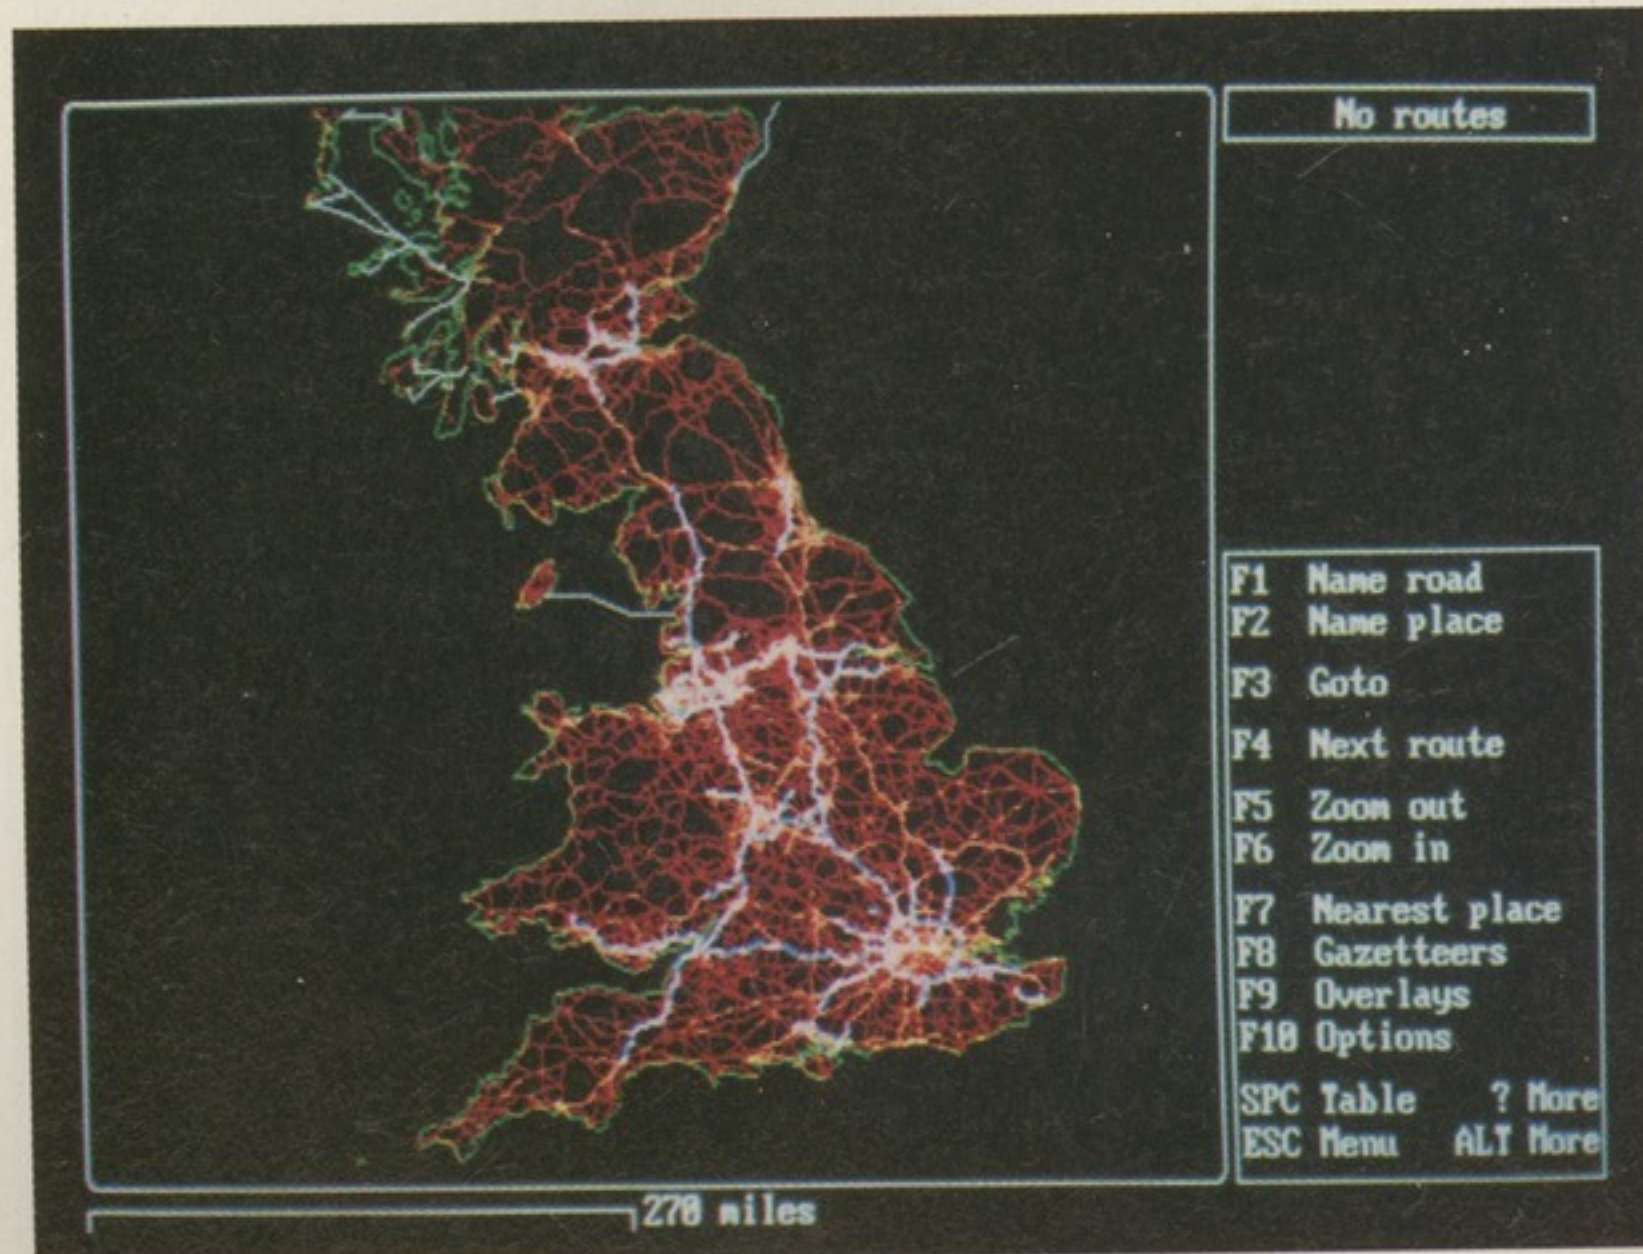 No routes
F1 Name road
F2 Name place
F3 Goto
F4 Next route
F5 Zoom out
F6 Zoom in
F7 Nearest place
F8 Gazetteers
F9 Overlays
F10 Options
SPC Table ? More
ESC Menu ALT More
270 miles